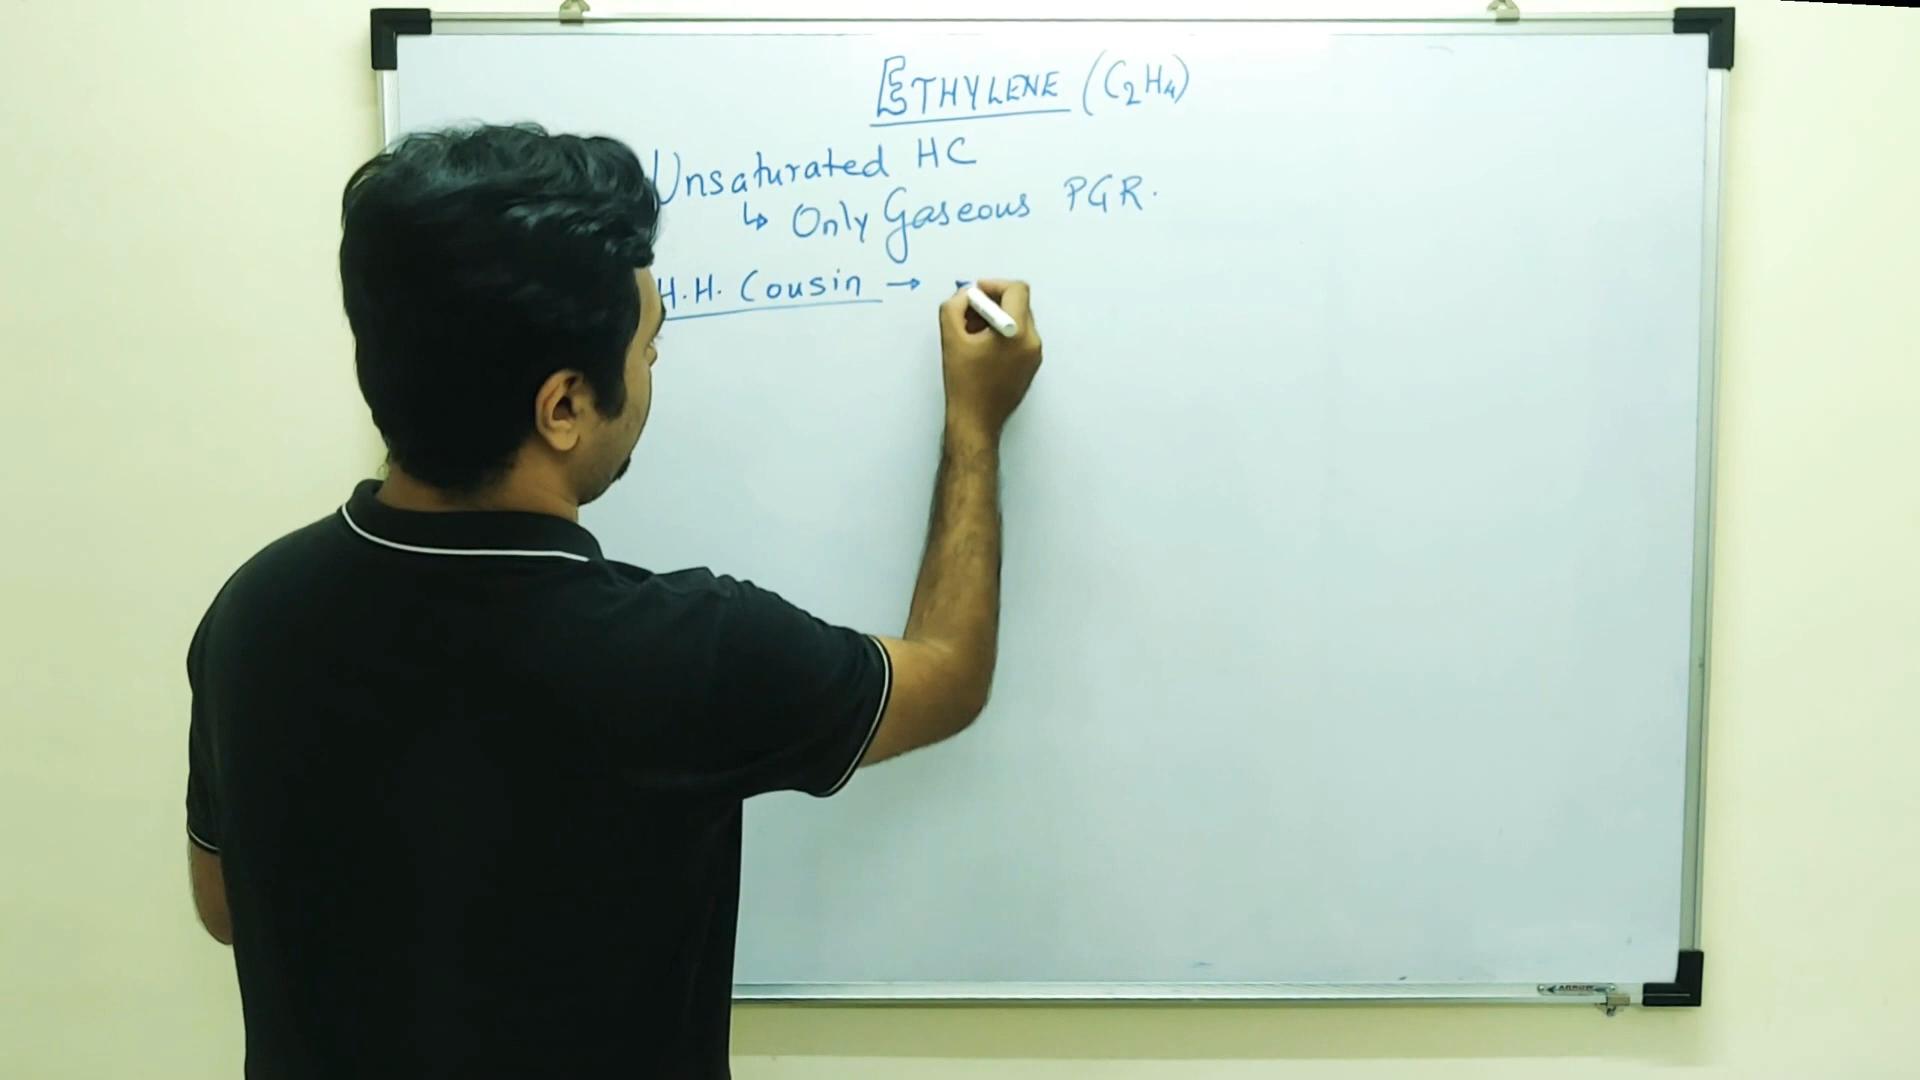 ETHYLENE (C₂H₄)
Unsaturated HC
↳ Only Gaseous PGR.
H.H. Cousin →